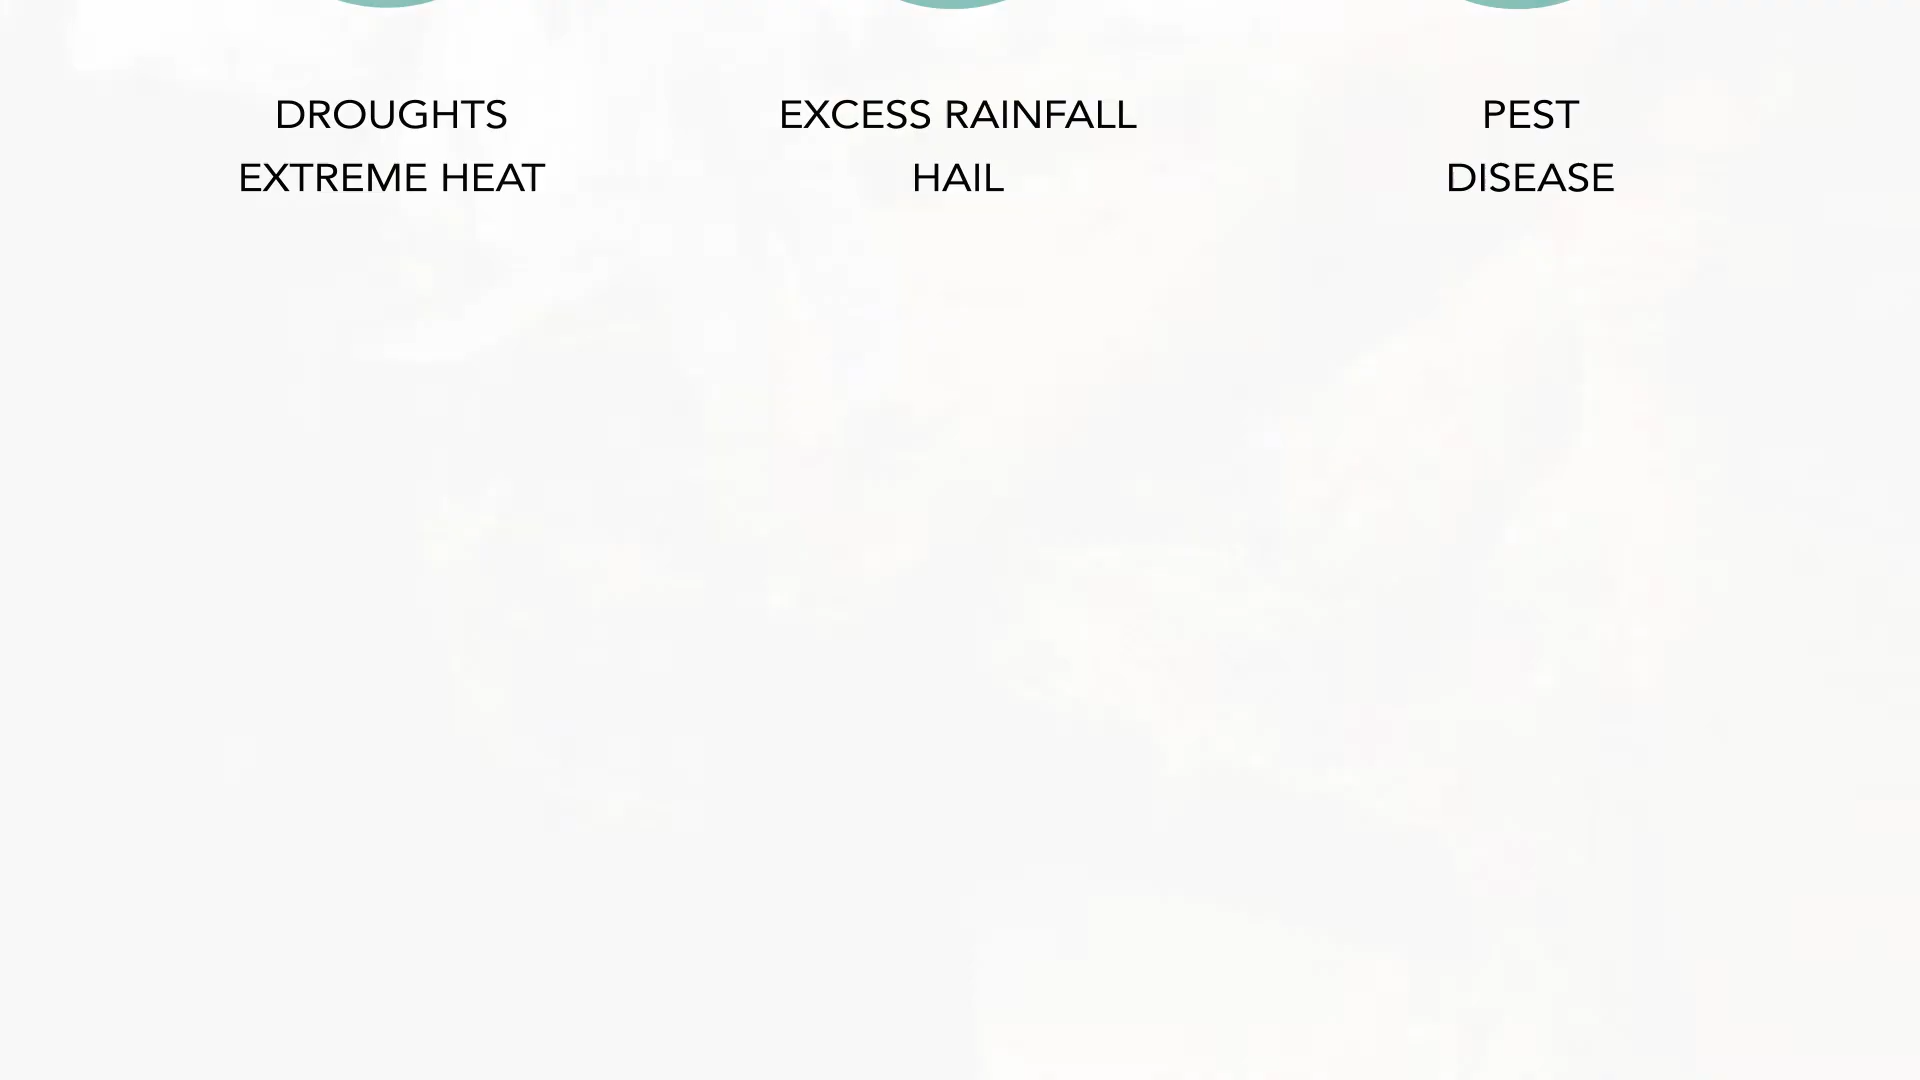 DROUGHTS
EXTREME HEAT
EXCESS RAINFALL
HAIL
PEST
DISEASE